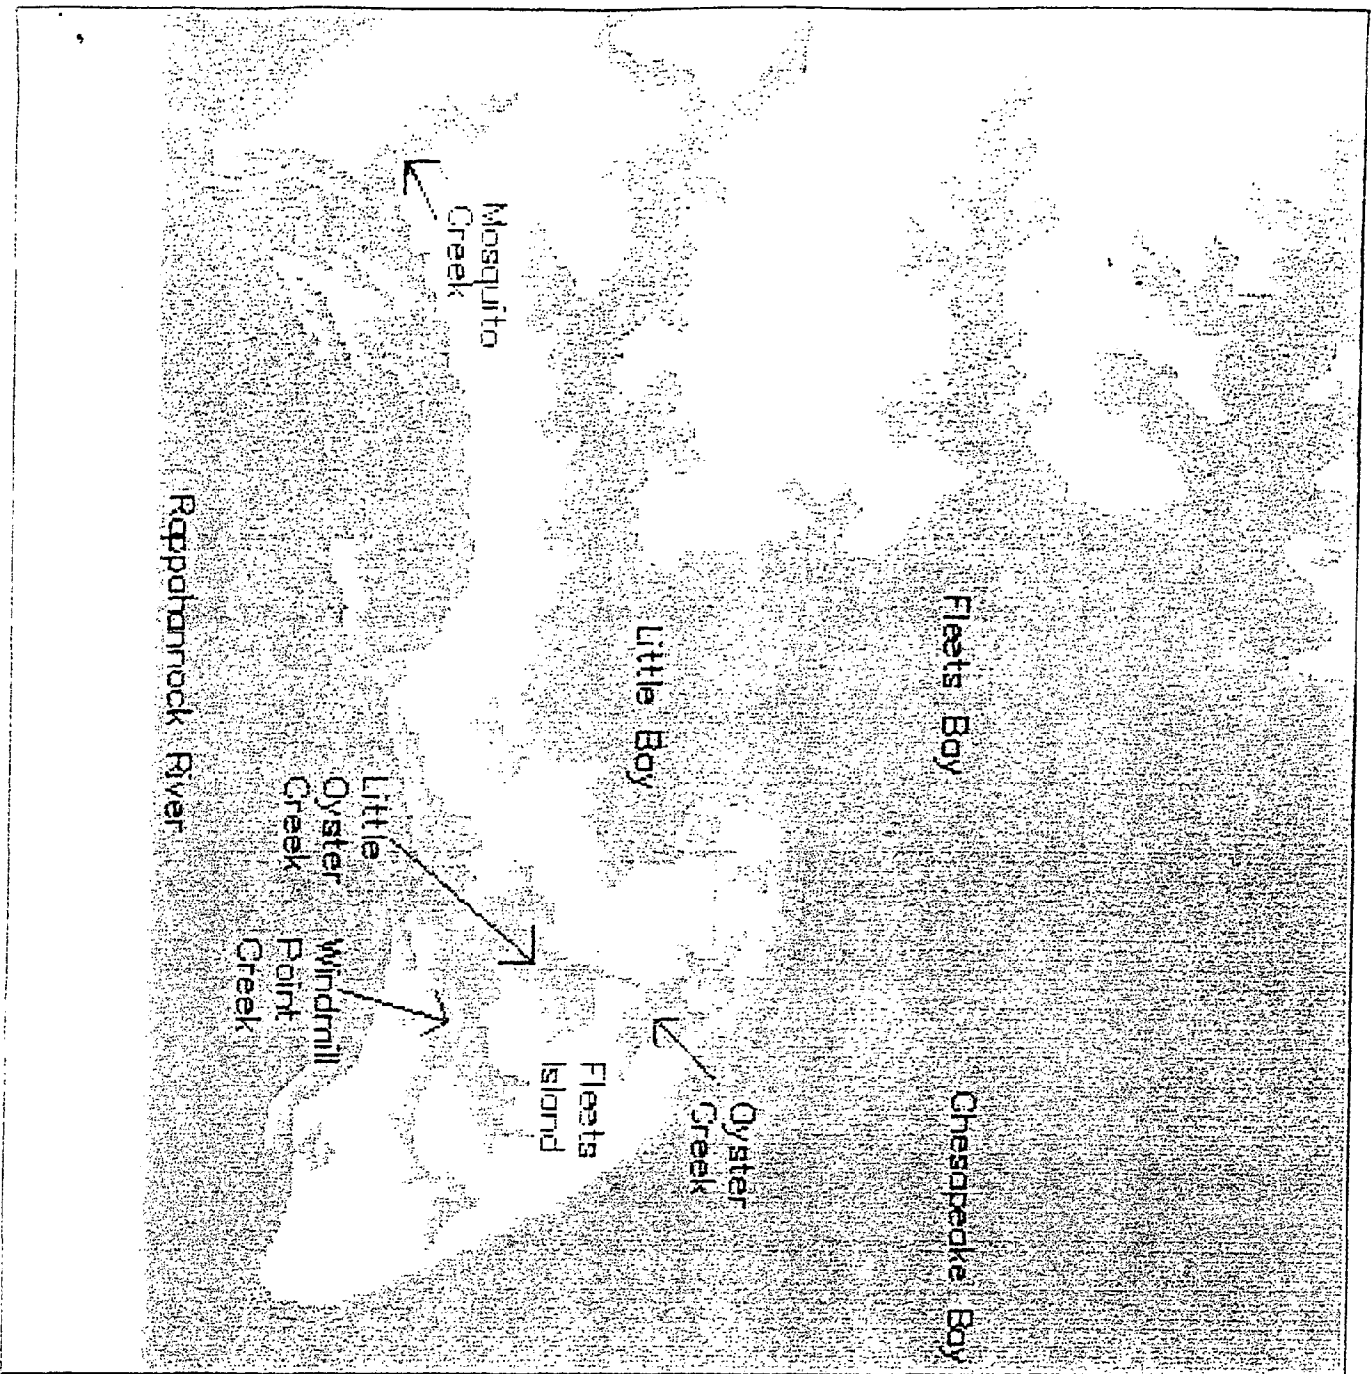 Chesapeake Bay
Fleets Bay
Oyster
Creek
Little Bay
Fleets
Island
Mosquito
Creek
Little
Oyster
Creek
Windmill
Point
Creek
Rappahannock River